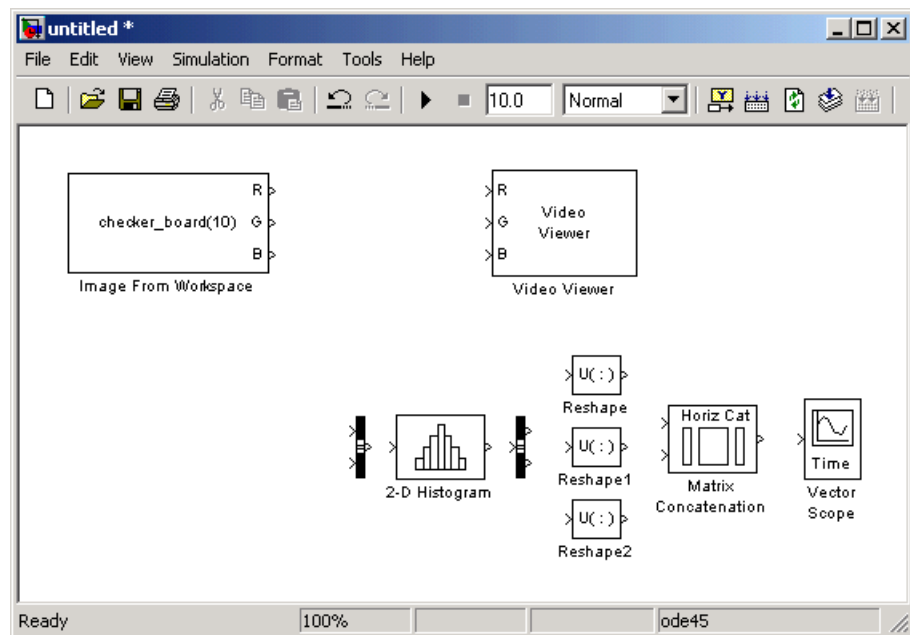 untitled *
File Edit View Simulation Format Tools Help
10.0 Normal
R
checker_board(10) G
B
Image From Workspace
R
G
B
Video
Viewer
Video Viewer
U( : )
Reshape
U( : )
Reshape1
U( : )
Reshape2
2-D Histogram
Horiz Cat
Matrix
Concatenation
Time
Vector
Scope
Ready 100% ode45